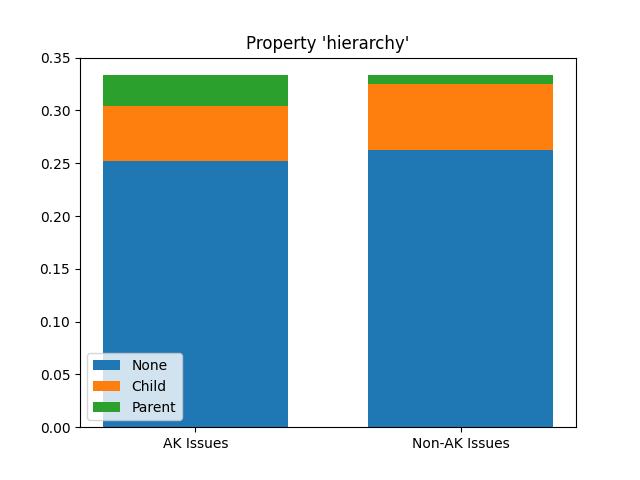 Property 'hierarchy'
0.35
0.30
0.25
0.20
0.15
0.10
0.05
0.00
None
Child
Parent
AK Issues
Non-AK Issues